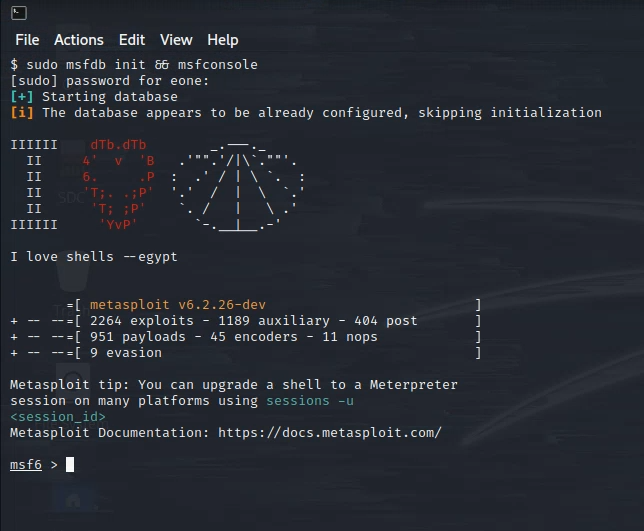 File Actions Edit View Help
$ sudo msfdb init && msfconsole
[sudo] password for eone:
[+] Starting database
[i] The database appears to be already configured, skipping initialization
IIIIII    dTb.dTb        _.---._
  II     4'  v  'B   .'"".'/|\`.""'.
  II     6.     .P  :  .' / | \ `.  :
  II     'T;. .;P'  '.'  /  |  \  `.'
  II      'T; ;P'    `. /   |   \ .'
IIIIII     'YvP'       `-.__|__.-'
I love shells --egypt
       =[ metasploit v6.2.26-dev                          ]
+ -- --=[ 2264 exploits - 1189 auxiliary - 404 post       ]
+ -- --=[ 951 payloads - 45 encoders - 11 nops            ]
+ -- --=[ 9 evasion                                       ]
Metasploit tip: You can upgrade a shell to a Meterpreter
session on many platforms using sessions -u
<session_id>
Metasploit Documentation: https://docs.metasploit.com/
msf6 >